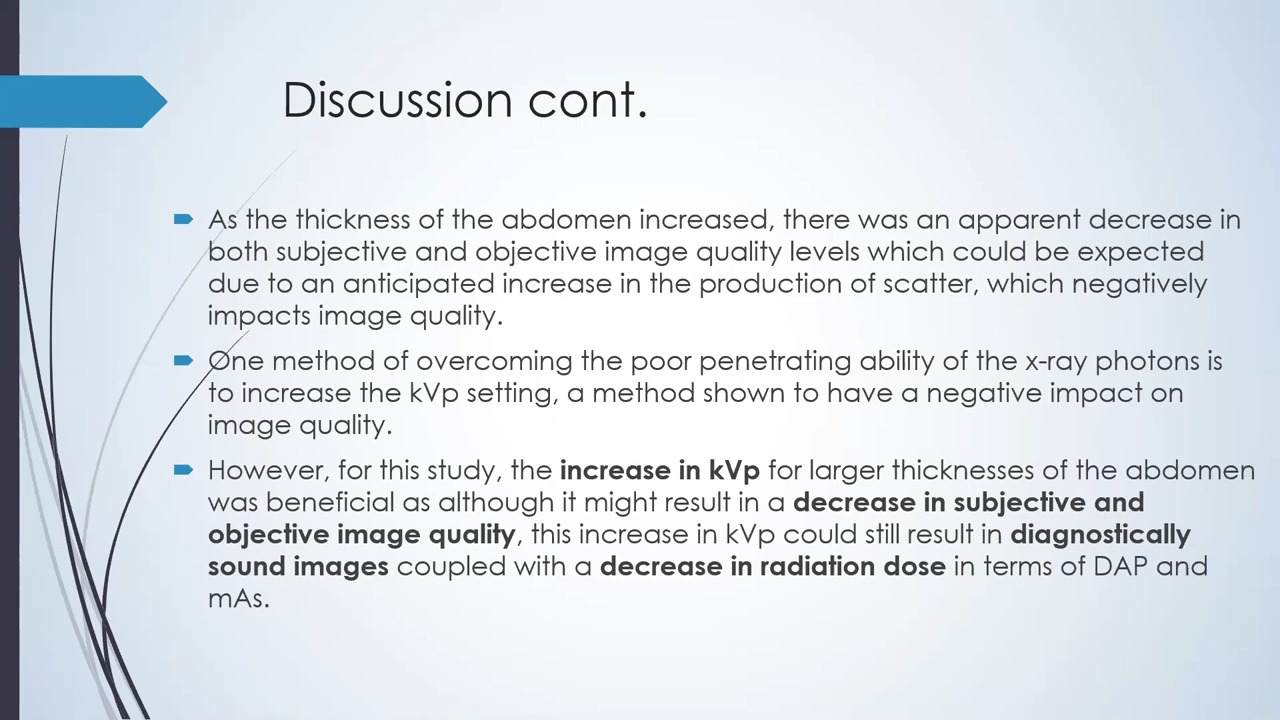 Discussion cont.
As the thickness of the abdomen increased, there was an apparent decrease in
both subjective and objective image quality levels which could be expected
due to an anticipated increase in the production of scatter, which negatively
impacts image quality.
One method of overcoming the poor penetrating ability of the x-ray photons is
to increase the kVp setting, a method shown to have a negative impact on
image quality.
However, for this study, the increase in kVp for larger thicknesses of the abdomen
was beneficial as although it might result in a decrease in subjective and
objective image quality, this increase in kVp could still result in diagnostically
sound images coupled with a decrease in radiation dose in terms of DAP and
mAs.